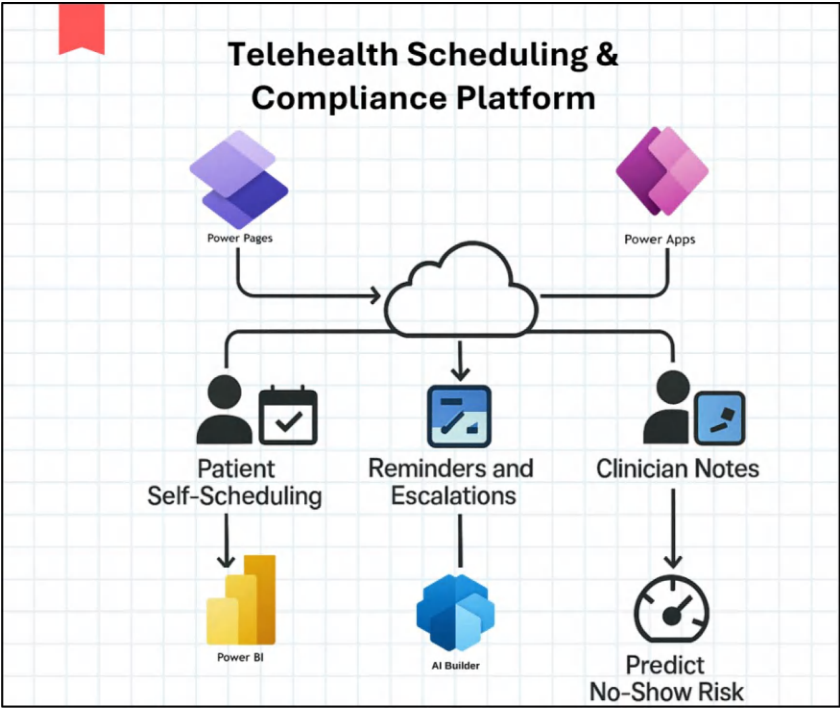 Telehealth Scheduling &
Compliance Platform
Power Pages
Power Apps
Patient
Self-Scheduling
Reminders and
Escalations
Clinician Notes
Power BI
AI Builder
Predict
No-Show Risk